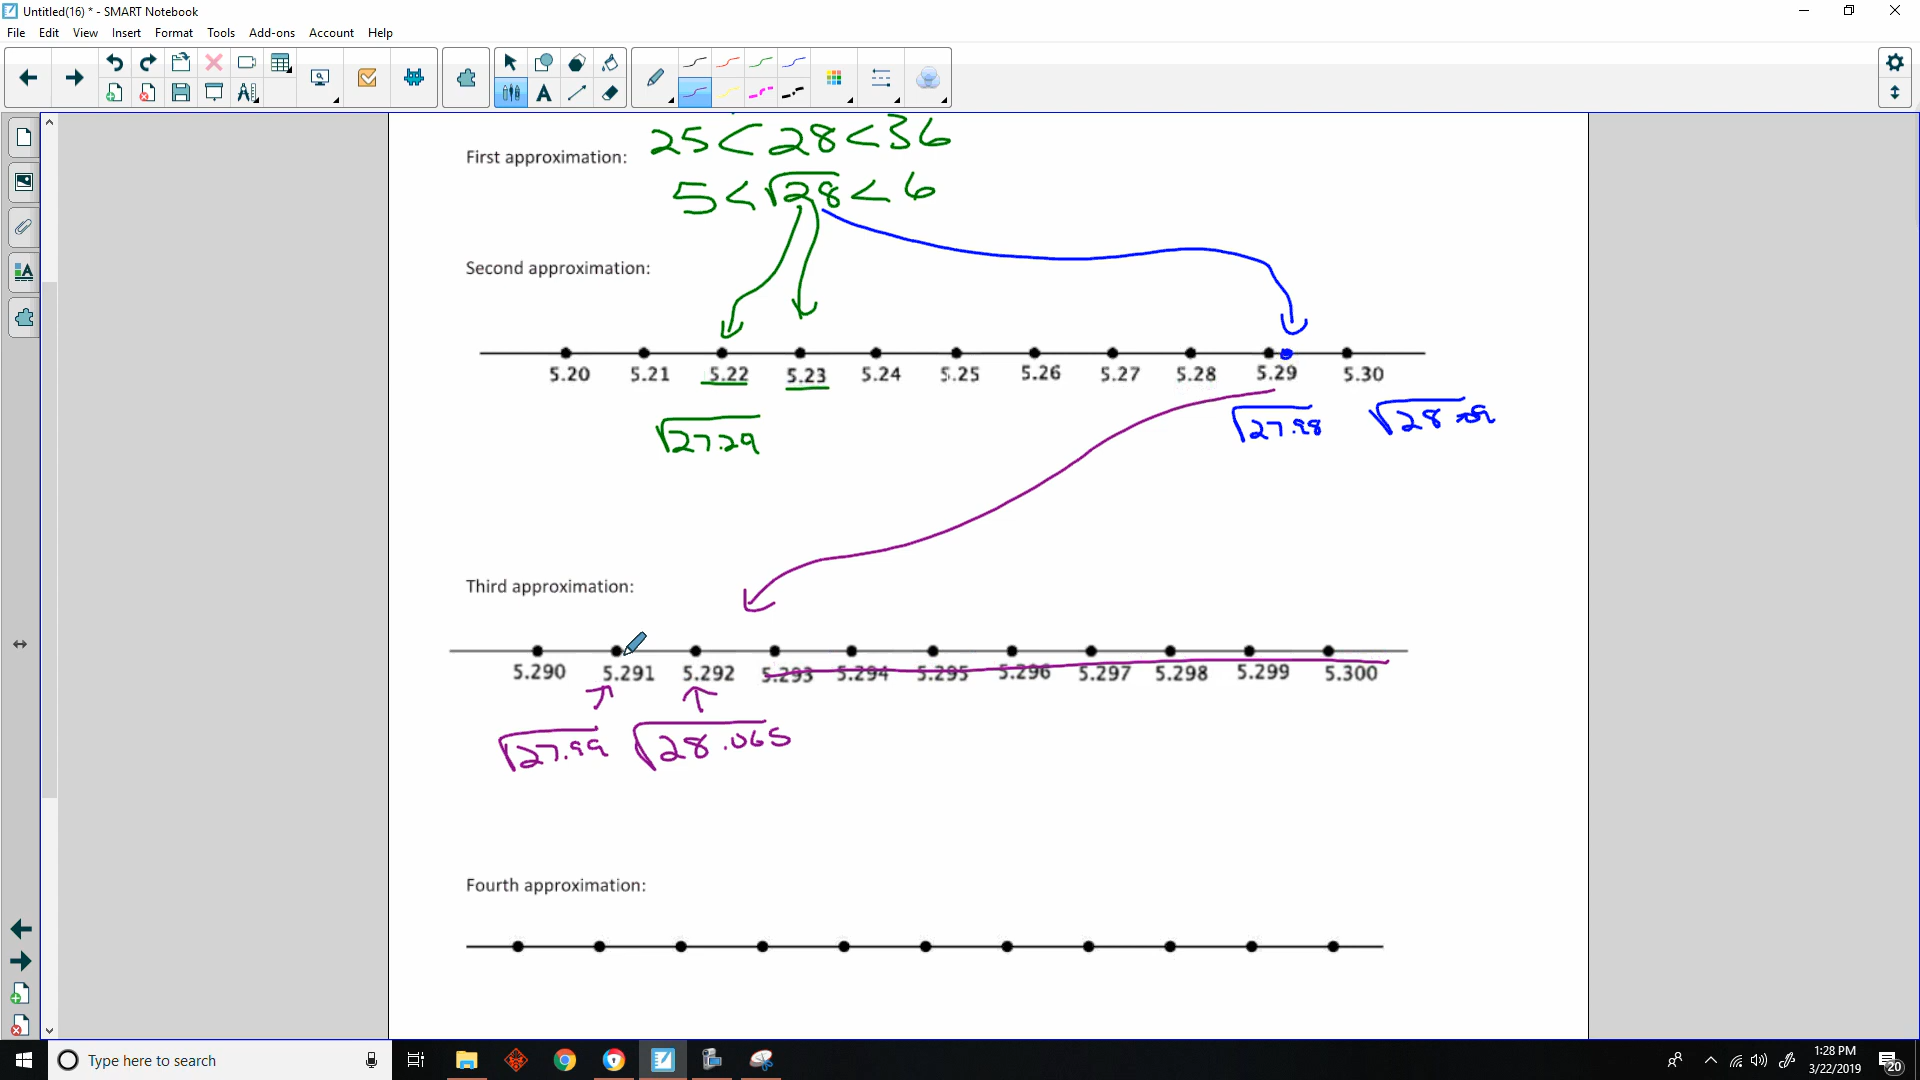 Untitled(16) * - SMART Notebook
File Edit View Insert Format Tools Add-ons Account Help
First approximation: 25 < 28 < 36
5 < √28 < 6
Second approximation:
5.20 5.21 5.22 5.23 5.24 5.25 5.26 5.27 5.28 5.29 5.30
√27.29 √27.98 √28.09
Third approximation:
5.290 5.291 5.292 5.293 5.294 5.295 5.296 5.297 5.298 5.299 5.300
√27.99 √28.065
Fourth approximation:
Type here to search
1:28 PM
3/22/2019
20